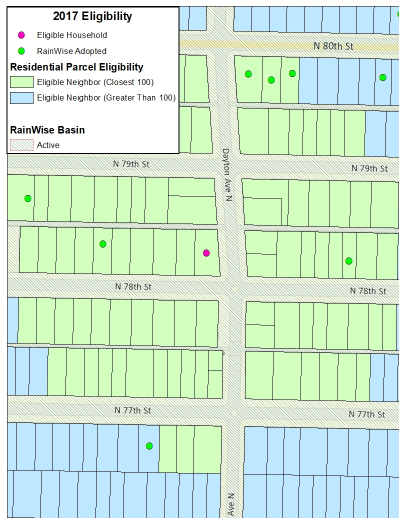 2017 Eligibility
Eligible Household
RainWise Adopted
Residential Parcel Eligibility
Eligible Neighbor (Closest 100)
Eligible Neighbor (Greater Than 100)
RainWise Basin
Active
N 80th St
N 79th St
N 79th St
Dayton Ave N
N 78th St
N 78th St
N 77th St
N 77th St
Ave N